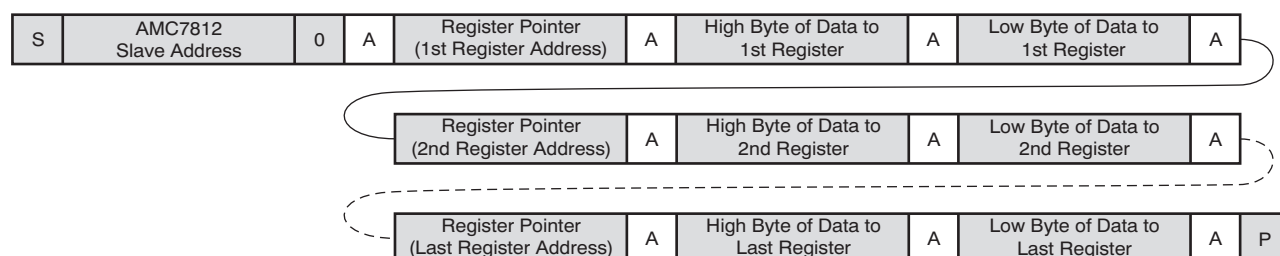 S
AMC7812
Slave Address
0
A
Register Pointer
(1st Register Address)
A
High Byte of Data to
1st Register
A
Low Byte of Data to
1st Register
A
Register Pointer
(2nd Register Address)
A
High Byte of Data to
2nd Register
A
Low Byte of Data to
2nd Register
A
Register Pointer
(Last Register Address)
A
High Byte of Data to
Last Register
A
Low Byte of Data to
Last Register
A
P